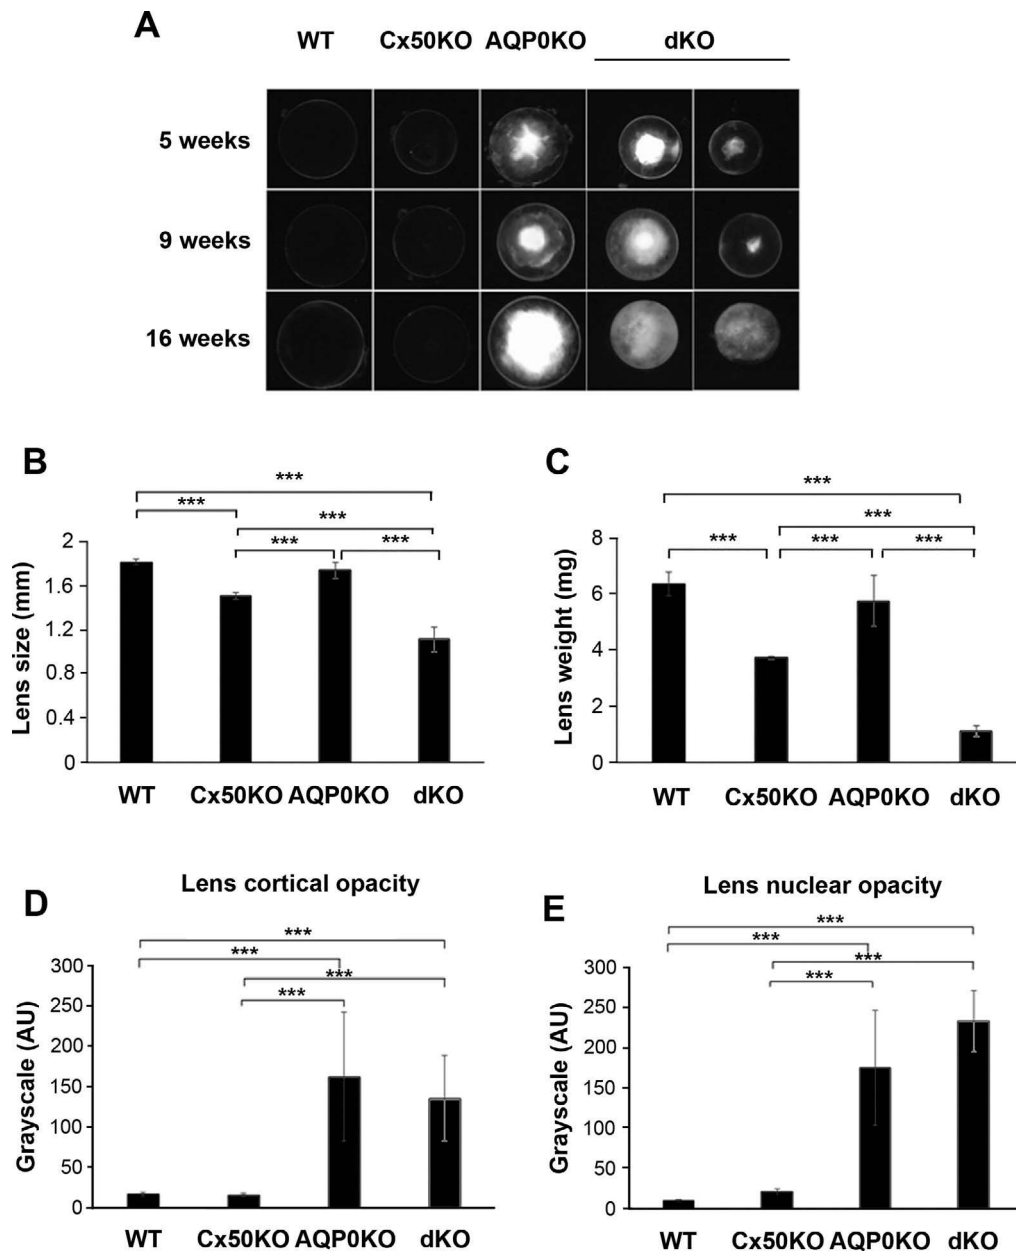 A
WT Cx50KO AQP0KO dKO
5 weeks
9 weeks
16 weeks
B
***
***
***
***
***
Lens size (mm)
2
1.6
1.2
0.8
0.4
0
WT Cx50KO AQP0KO dKO
C
***
***
***
***
***
Lens weight (mg)
8
6
4
2
0
WT Cx50KO AQP0KO dKO
D
Lens cortical opacity
***
***
***
***
Grayscale (AU)
300
250
200
150
100
50
0
WT Cx50KO AQP0KO dKO
E
Lens nuclear opacity
***
***
***
***
Grayscale (AU)
300
250
200
150
100
50
0
WT Cx50KO AQP0KO dKO